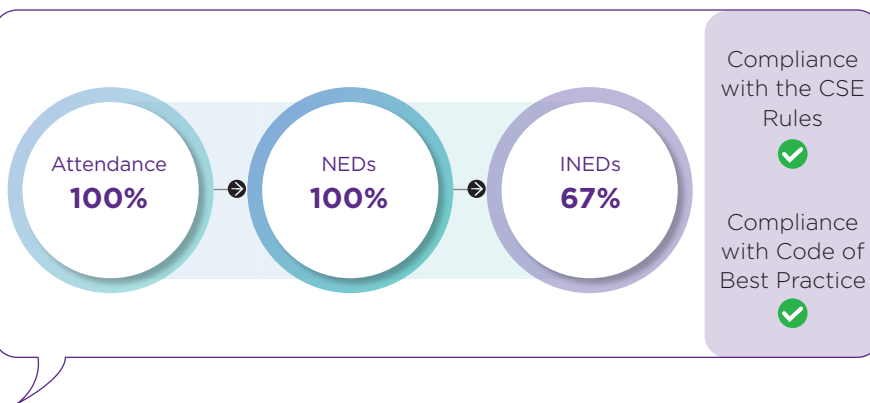 Attendance
100%
NEDs
100%
INEDs
67%
Compliance
with the CSE
Rules
Compliance
with Code of
Best Practice